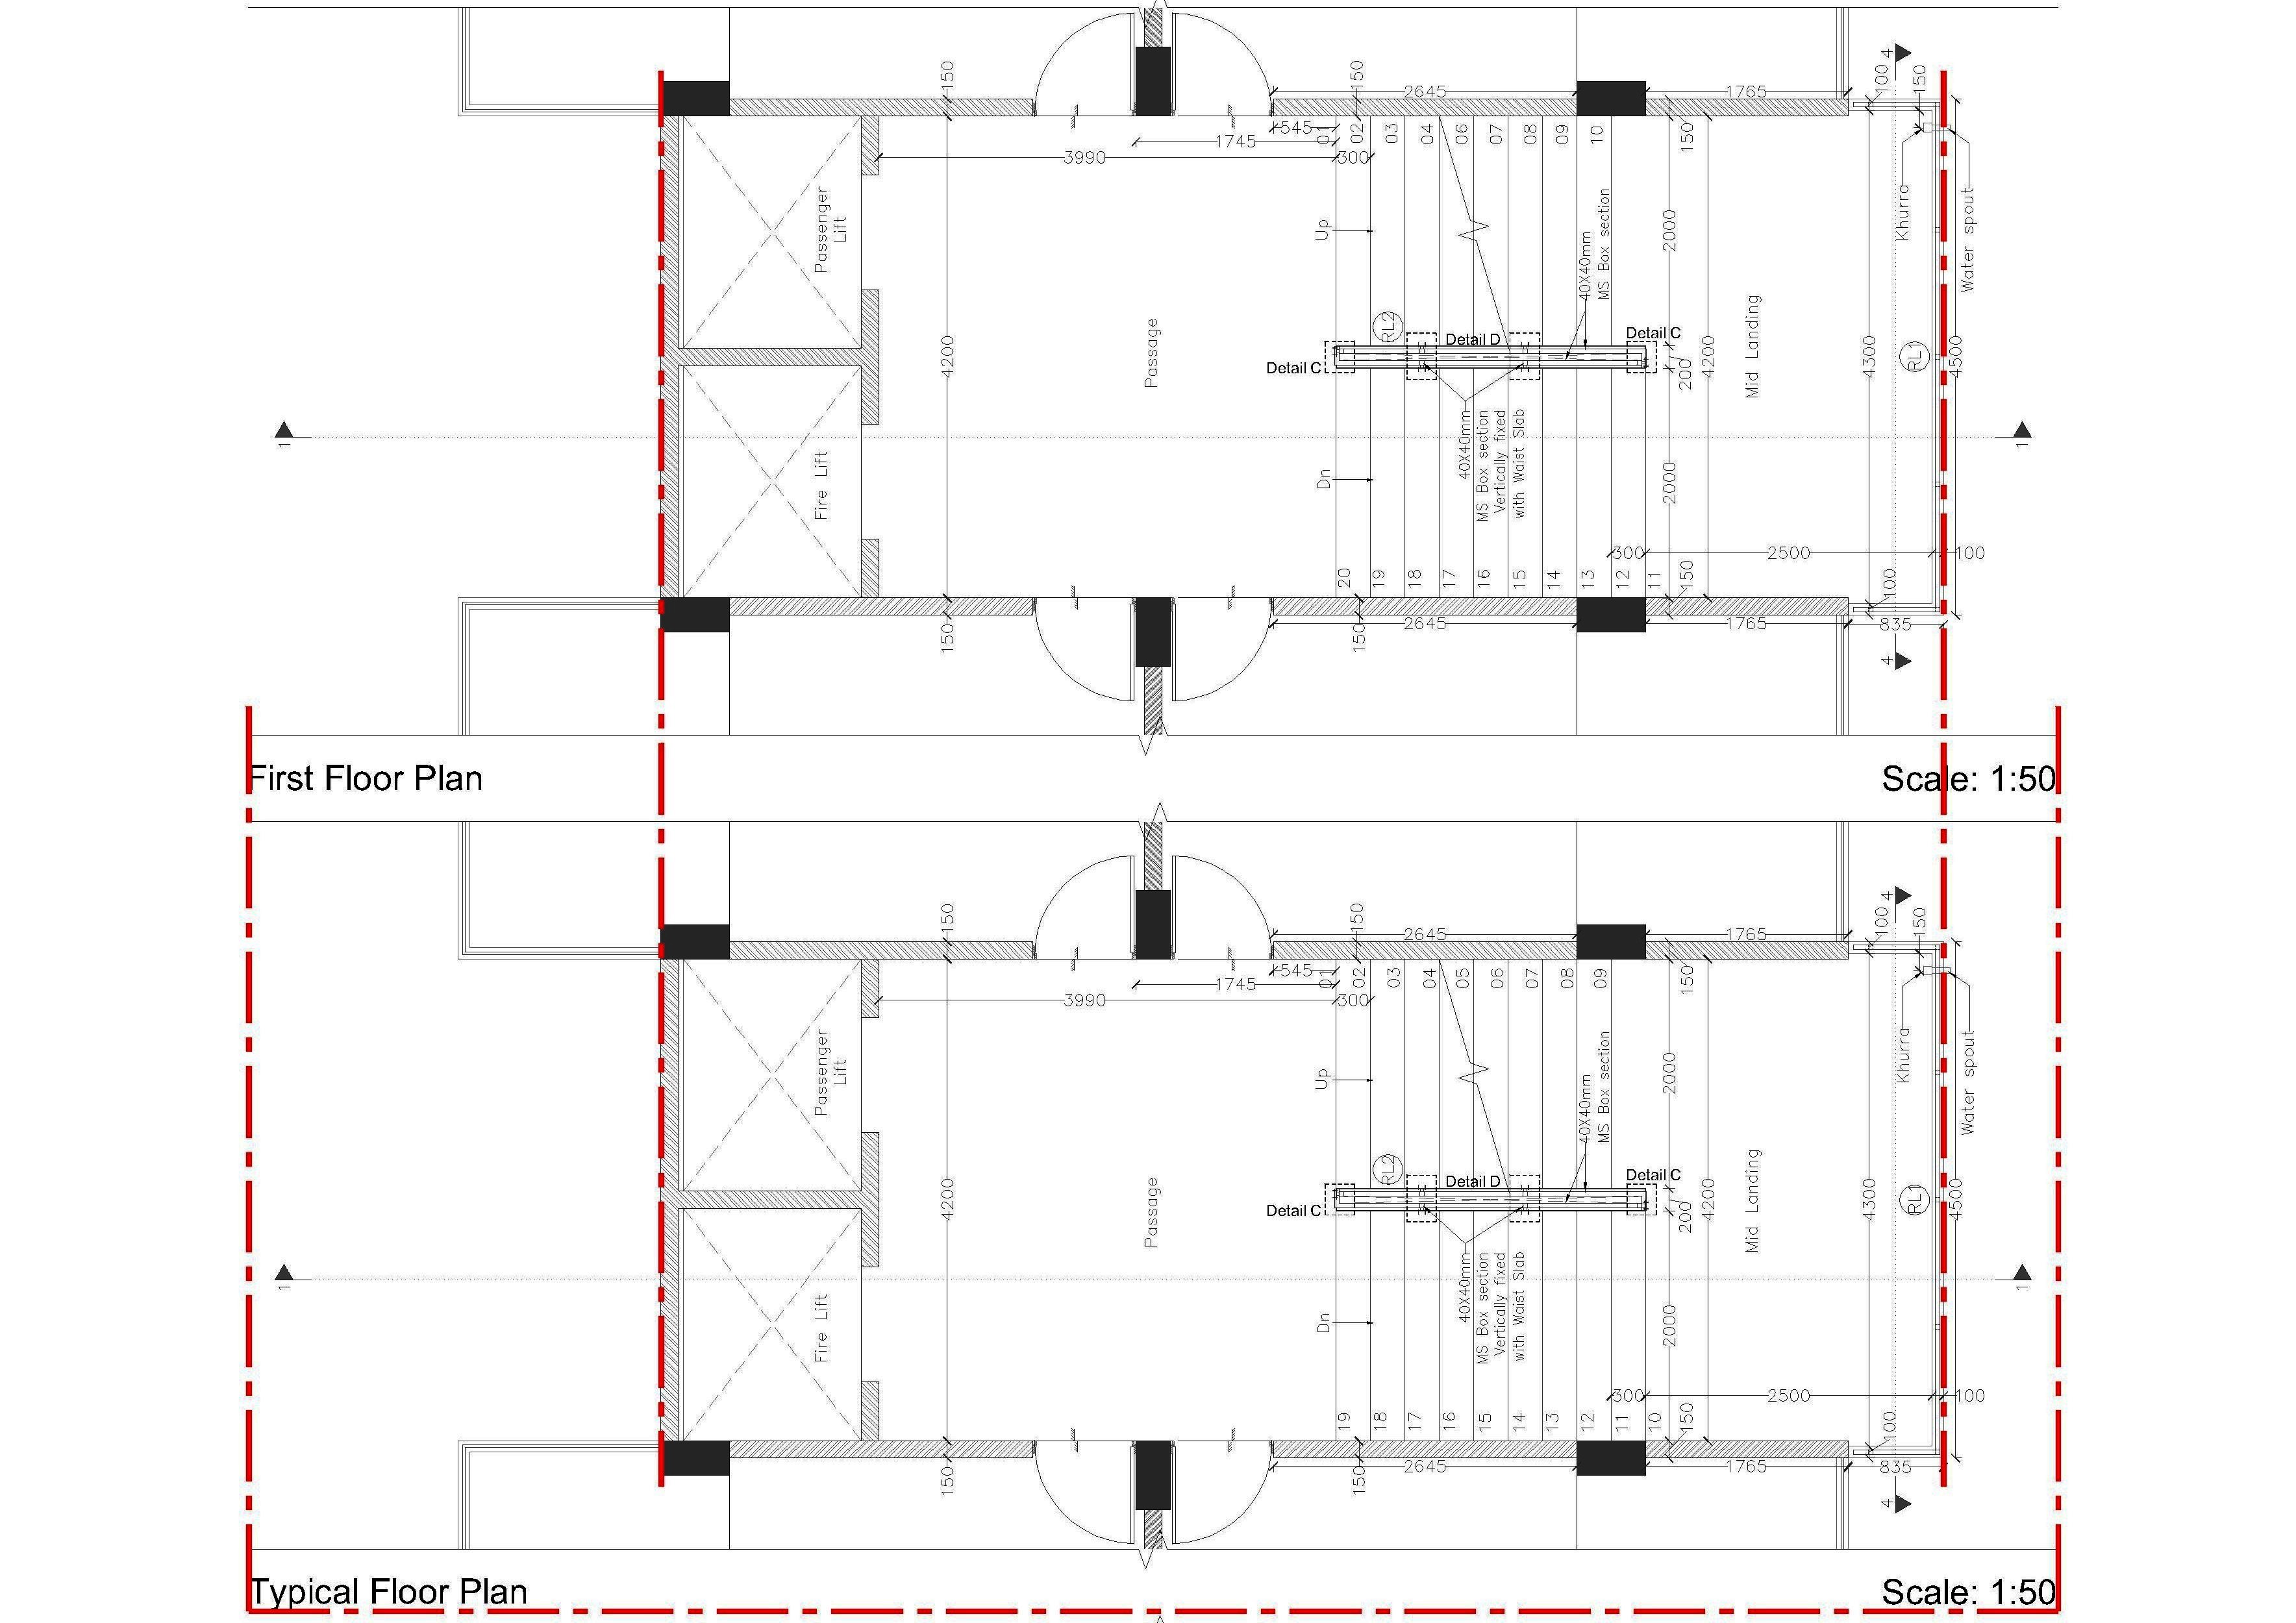 4
150
150
2645
1765
100
150
545
01
02
03
04
06
07
08
09
10
150
1745
3990
300
Passenger
Lift
Up
2000
40X40mm
MS Box section
Khurra
Water spout
RL2
Detail D
Detail C
Detail C
4200
Passage
200
4200
Mid Landing
4300
RL1
4500
1
1
Fire Lift
Dn
40X40mm
MS Box section
Vertically fixed
with Waist Slab
2000
300
2500
100
20
19
18
17
16
15
14
13
12
11
150
100
150
150
2645
1765
835
4
First Floor Plan
Scale: 1:50
4
150
150
2645
1765
100
150
545
01
02
03
04
05
06
07
08
09
150
1745
3990
300
Passenger
Lift
Up
2000
40X40mm
MS Box section
Khurra
Water spout
RL2
Detail D
Detail C
Detail C
4200
Passage
200
4200
Mid Landing
4300
RL1
4500
1
1
Fire Lift
Dn
40X40mm
MS Box section
Vertically fixed
with Waist Slab
2000
300
2500
100
19
18
17
16
15
14
13
12
11
10
150
100
150
150
2645
1765
835
4
Typical Floor Plan
Scale: 1:50